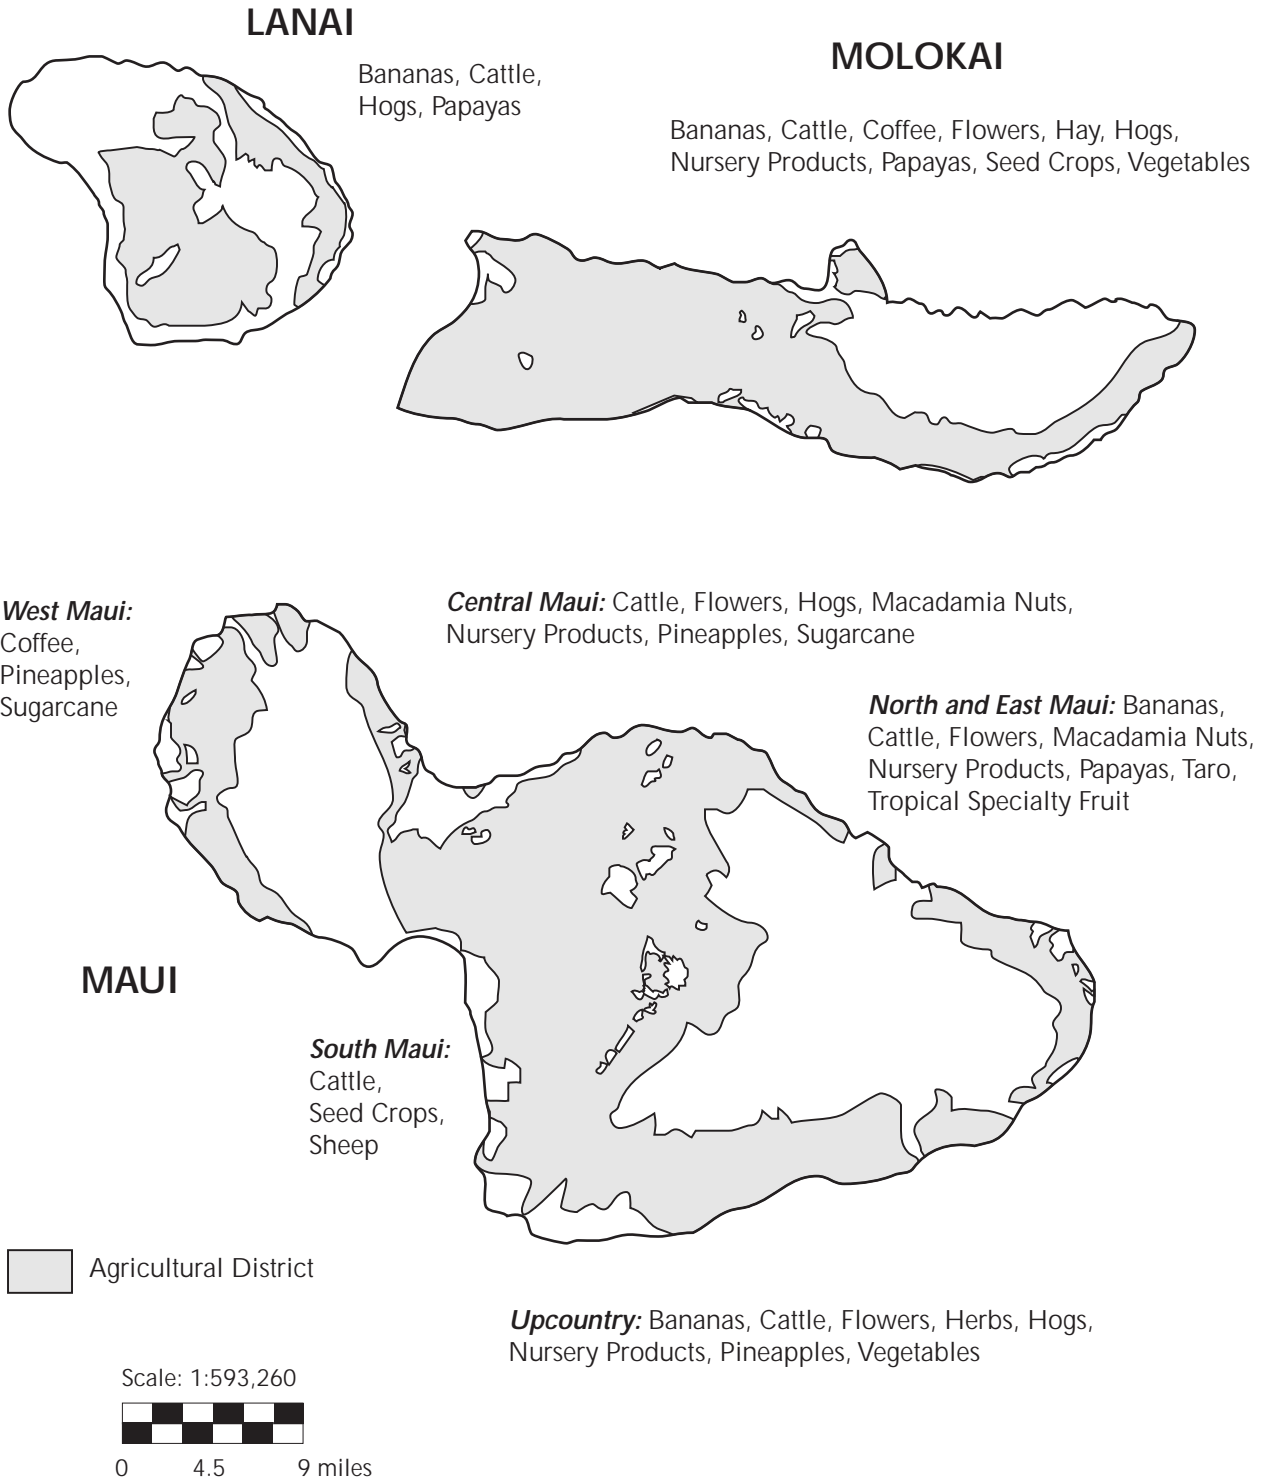 LANAI
Bananas, Cattle,
Hogs, Papayas
MOLOKAI
Bananas, Cattle, Coffee, Flowers, Hay, Hogs,
Nursery Products, Papayas, Seed Crops, Vegetables
West Maui:
Coffee,
Pineapples,
Sugarcane
Central Maui: Cattle, Flowers, Hogs, Macadamia Nuts,
Nursery Products, Pineapples, Sugarcane
North and East Maui: Bananas,
Cattle, Flowers, Macadamia Nuts,
Nursery Products, Papayas, Taro,
Tropical Specialty Fruit
MAUI
South Maui:
Cattle,
Seed Crops,
Sheep
Agricultural District
Upcountry: Bananas, Cattle, Flowers, Herbs, Hogs,
Nursery Products, Pineapples, Vegetables
Scale: 1:593,260
0 4.5 9 miles